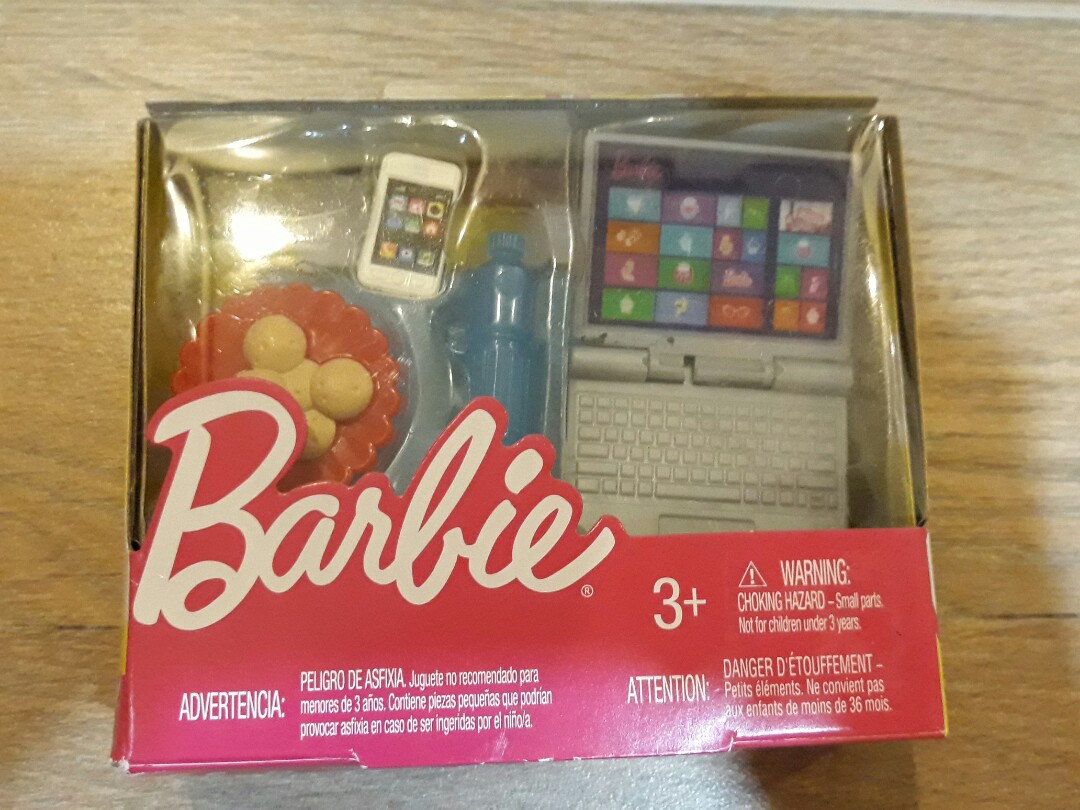 Barbie
Barbie
Barbie®
3+
WARNING:
CHOKING HAZARD – Small parts.
Not for children under 3 years.
ADVERTENCIA:
PELIGRO DE ASFIXIA. Juguete no recomendado para
menores de 3 años. Contiene piezas pequeñas que podrían
provocar asfixia en caso de ser ingeridas por el niño/a.
ATTENTION:
DANGER D'ÉTOUFFEMENT –
Petits éléments. Ne convient pas
aux enfants de moins de 36 mois.